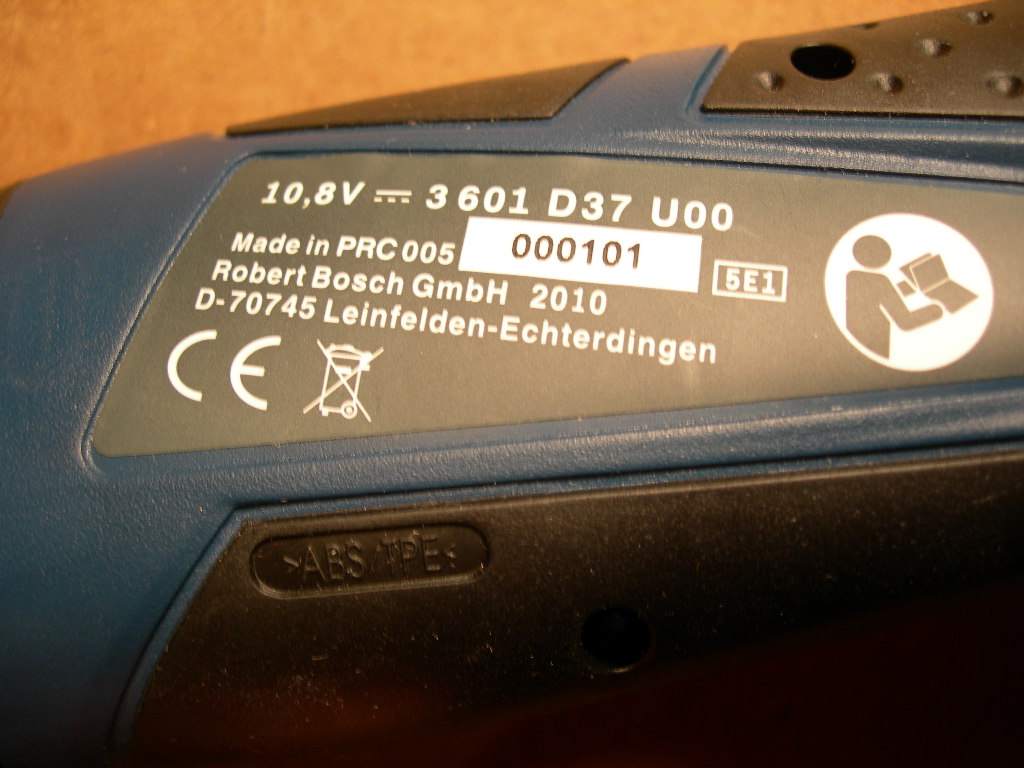 10,8V ⎓ 3 601 D37 U00
Made in PRC 005 000101
Robert Bosch GmbH 2010 5E1
D-70745 Leinfelden-Echterdingen
CE
>ABS/TPE<